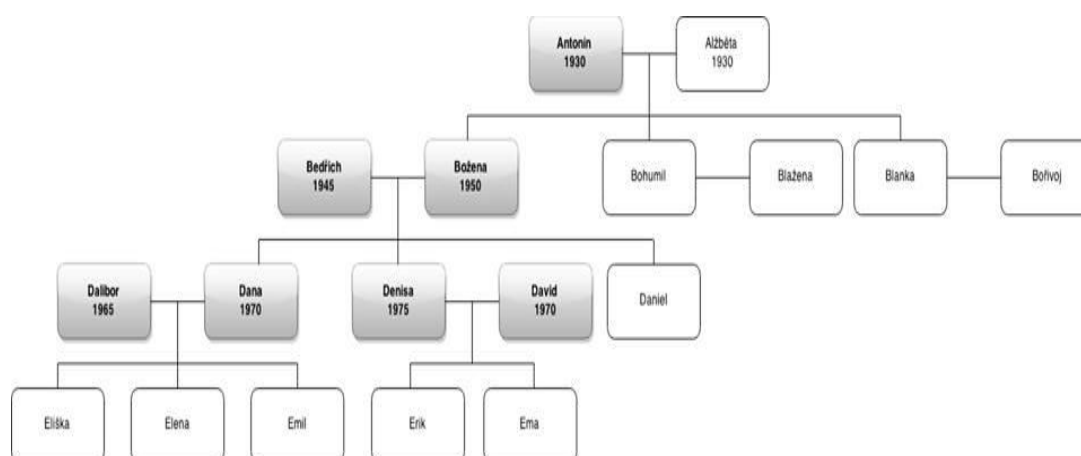 Antonín
1930
Alžběta
1930
Bedřich
1945
Božena
1950
Bohumil
Blažena
Blanka
Bořivoj
Dalibor
1965
Dana
1970
Denisa
1975
David
1970
Daniel
Eliška
Elena
Emil
Erik
Ema